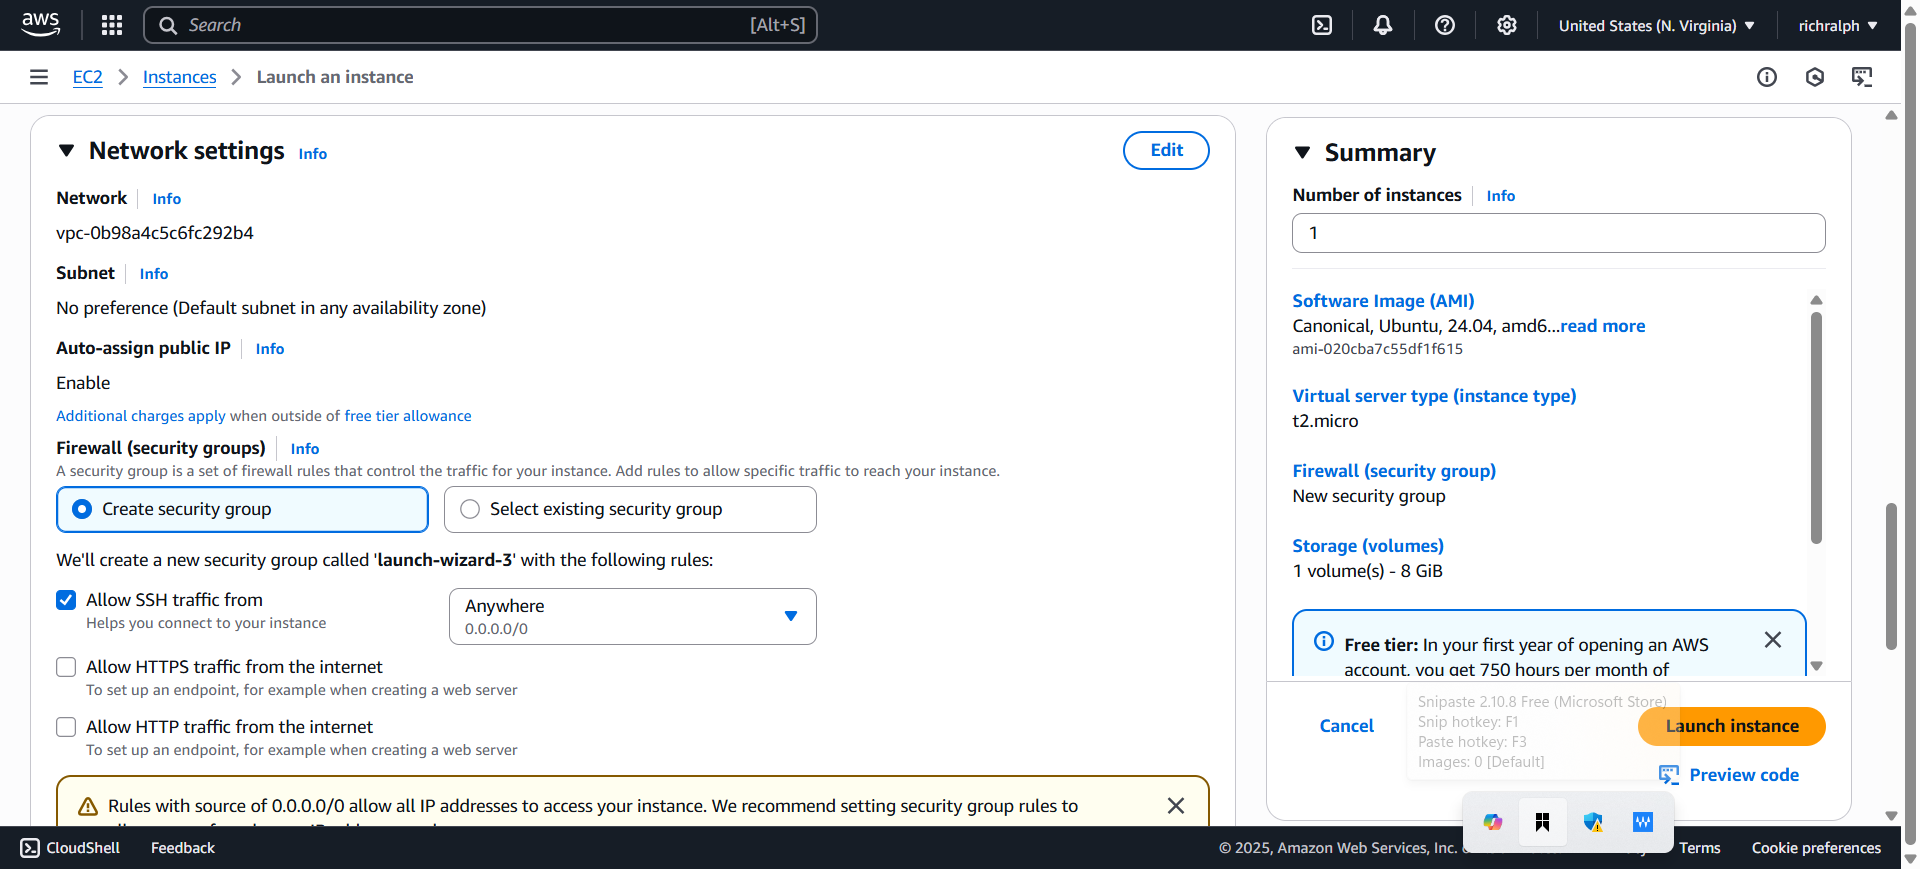 aws
Search
[Alt+S]
United States (N. Virginia)
richralph
EC2
Instances
Launch an instance
Network settings
Info
Edit
Network
Info
vpc-0b98a4c5c6fc292b4
Subnet
Info
No preference (Default subnet in any availability zone)
Auto-assign public IP
Info
Enable
Additional charges apply when outside of free tier allowance
Firewall (security groups)
Info
A security group is a set of firewall rules that control the traffic for your instance. Add rules to allow specific traffic to reach your instance.
Create security group
Select existing security group
We'll create a new security group called 'launch-wizard-3' with the following rules:
Allow SSH traffic from
Helps you connect to your instance
Anywhere
0.0.0.0/0
Allow HTTPS traffic from the internet
To set up an endpoint, for example when creating a web server
Allow HTTP traffic from the internet
To set up an endpoint, for example when creating a web server
Rules with source of 0.0.0.0/0 allow all IP addresses to access your instance. We recommend setting security group rules to
Summary
Number of instances
Info
1
Software Image (AMI)
Canonical, Ubuntu, 24.04, amd6...read more
ami-020cba7c55df1f615
Virtual server type (instance type)
t2.micro
Firewall (security group)
New security group
Storage (volumes)
1 volume(s) - 8 GiB
Free tier: In your first year of opening an AWS
account, you get 750 hours per month of
Cancel
Launch instance
Preview code
Snipaste 2.10.8 Free (Microsoft Store)
Snip hotkey: F1
Paste hotkey: F3
Images: 0 [Default]
CloudShell
Feedback
© 2025, Amazon Web Services, Inc.
Terms
Cookie preferences